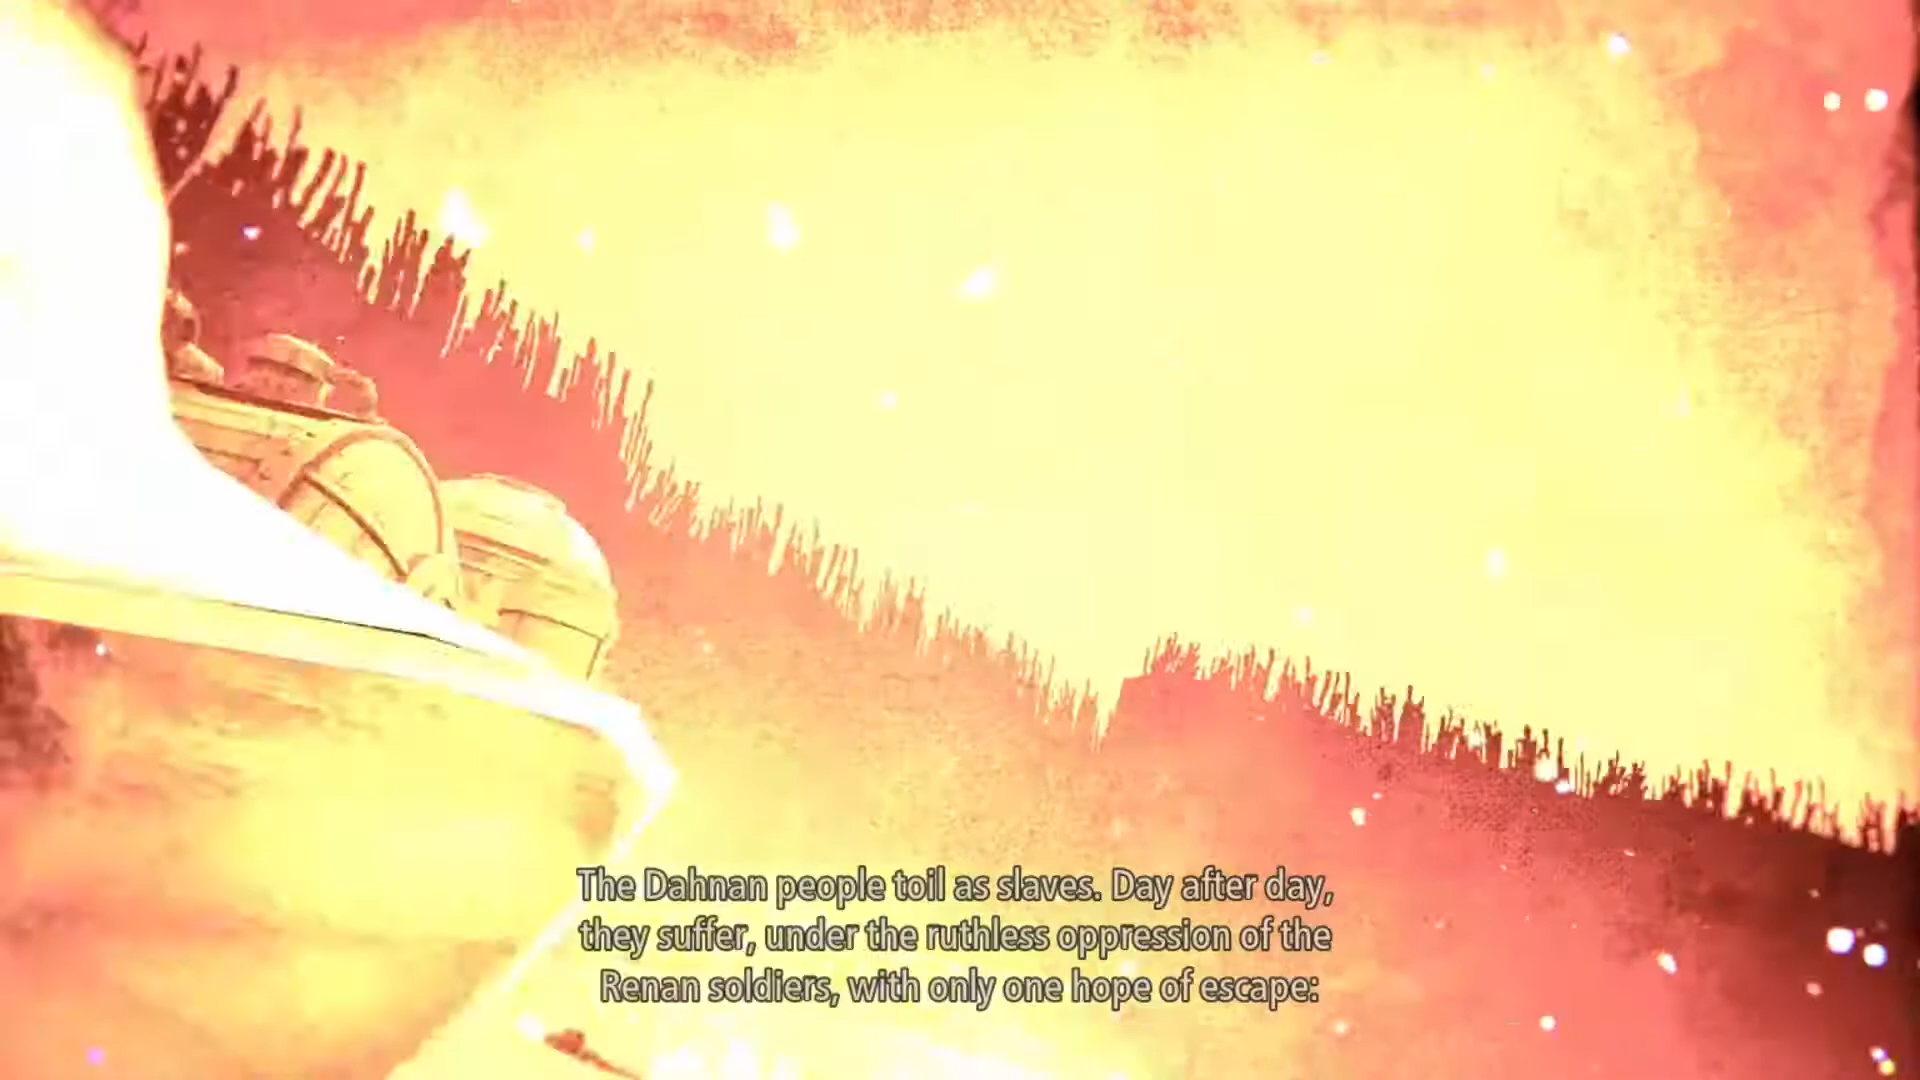 The Dahnan people toil as slaves. Day after day,
they suffer, under the ruthless oppression of the
Renan soldiers, with only one hope of escape: